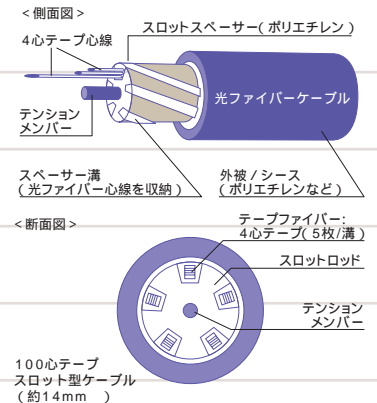 <側面図>
スロットスペーサー(ポリエチレン)
4心テープ心線
光ファイバーケーブル
テンション
メンバー
スペーサー溝
(光ファイバー心線を収納)
外被/シース
(ポリエチレンなど)
<断面図>
テープファイバー:
4心テープ(5枚/溝)
スロットロッド
テンション
メンバー
100心テープ
スロット型ケーブル
(約14mm )